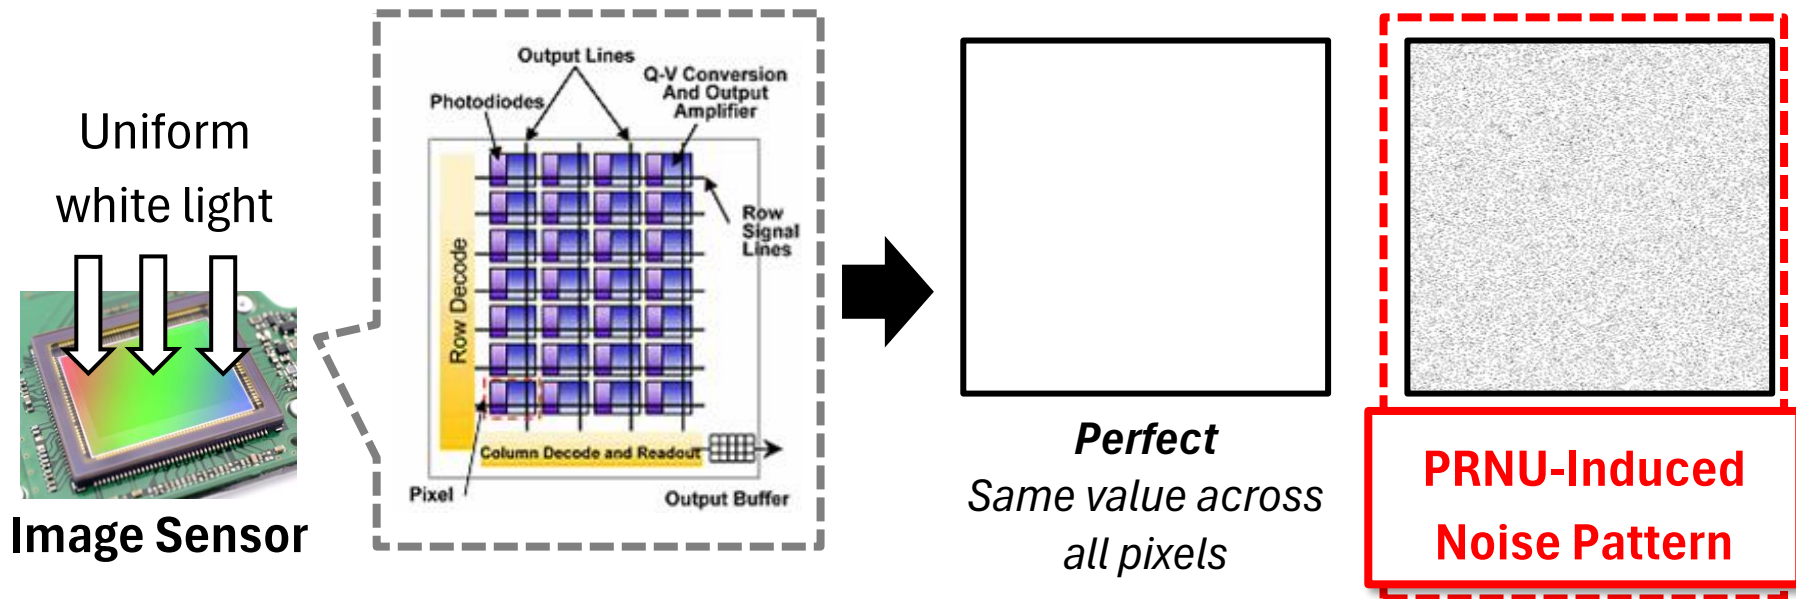 Uniform
white light
Image Sensor
Output Lines
Photodiodes
Q-V Conversion
And Output
Amplifier
Row
Signal
Lines
Row Decode
Column Decode and Readout
Pixel
Output Buffer
Perfect
Same value across
all pixels
PRNU-Induced
Noise Pattern